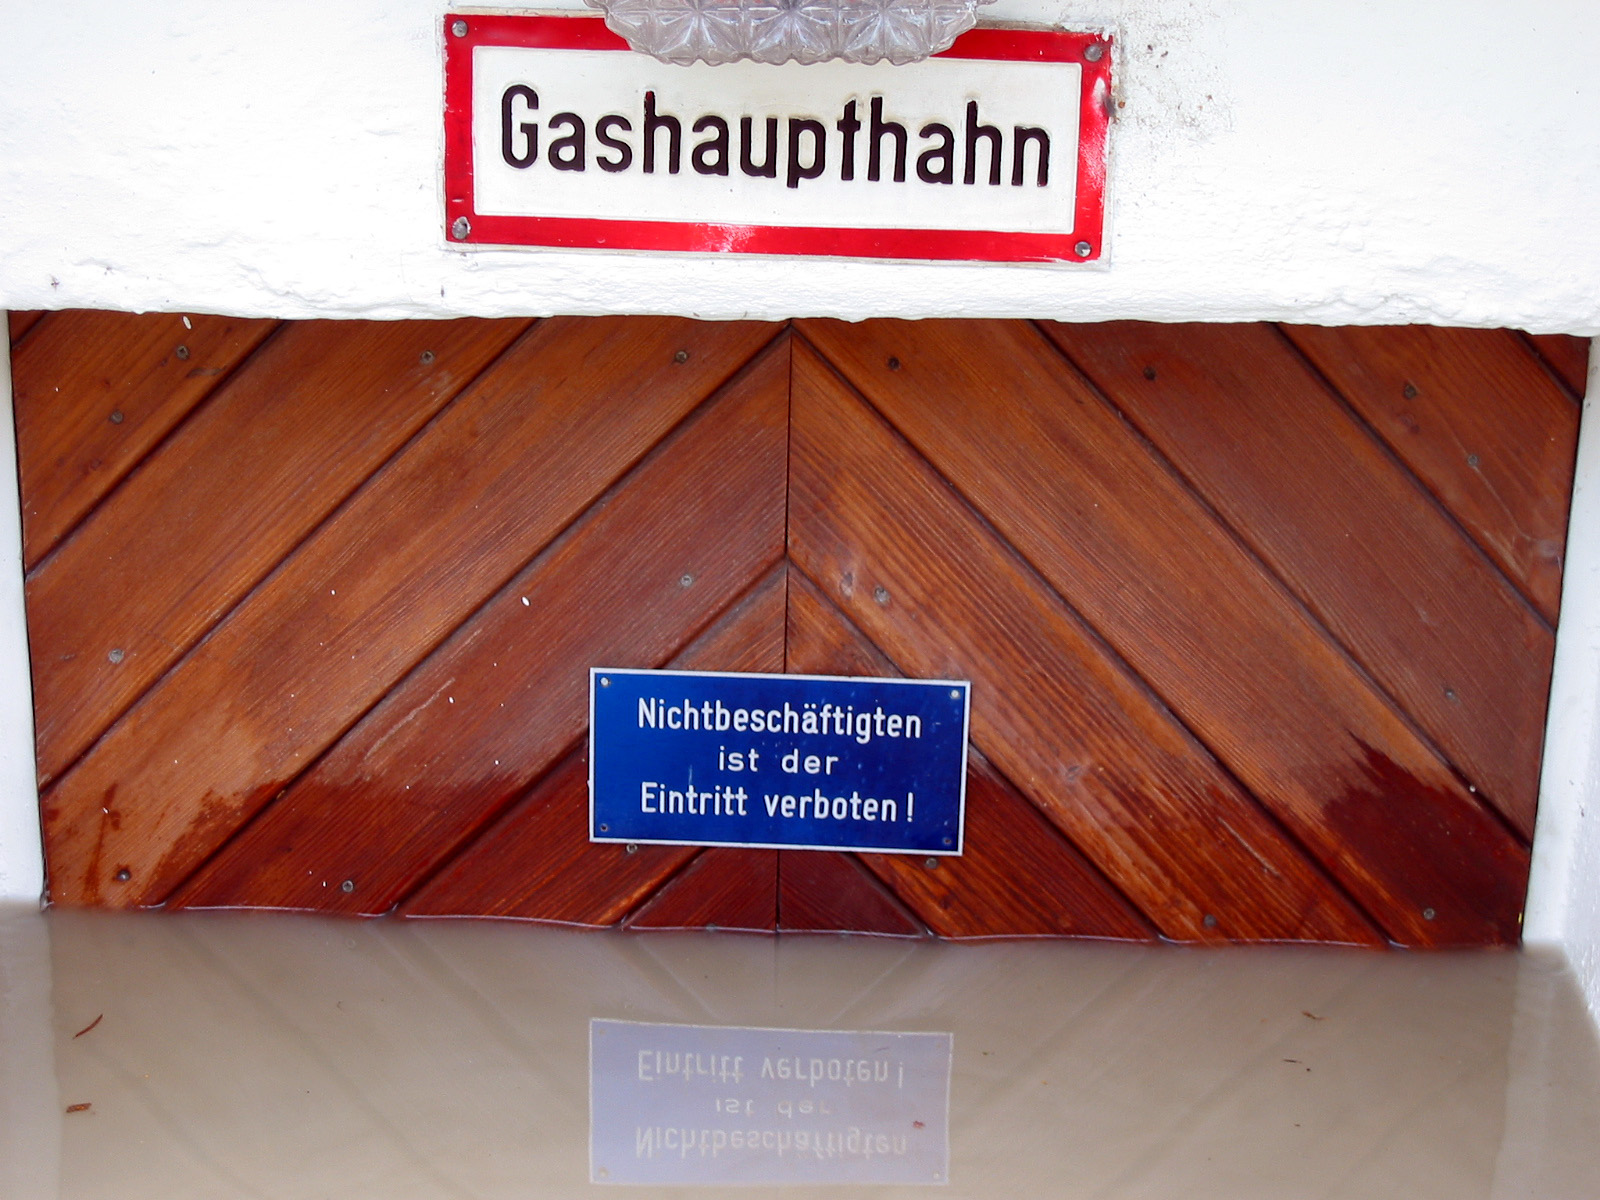 Gashaupthahn
Nichtbeschäftigten
ist der
Eintritt verboten!